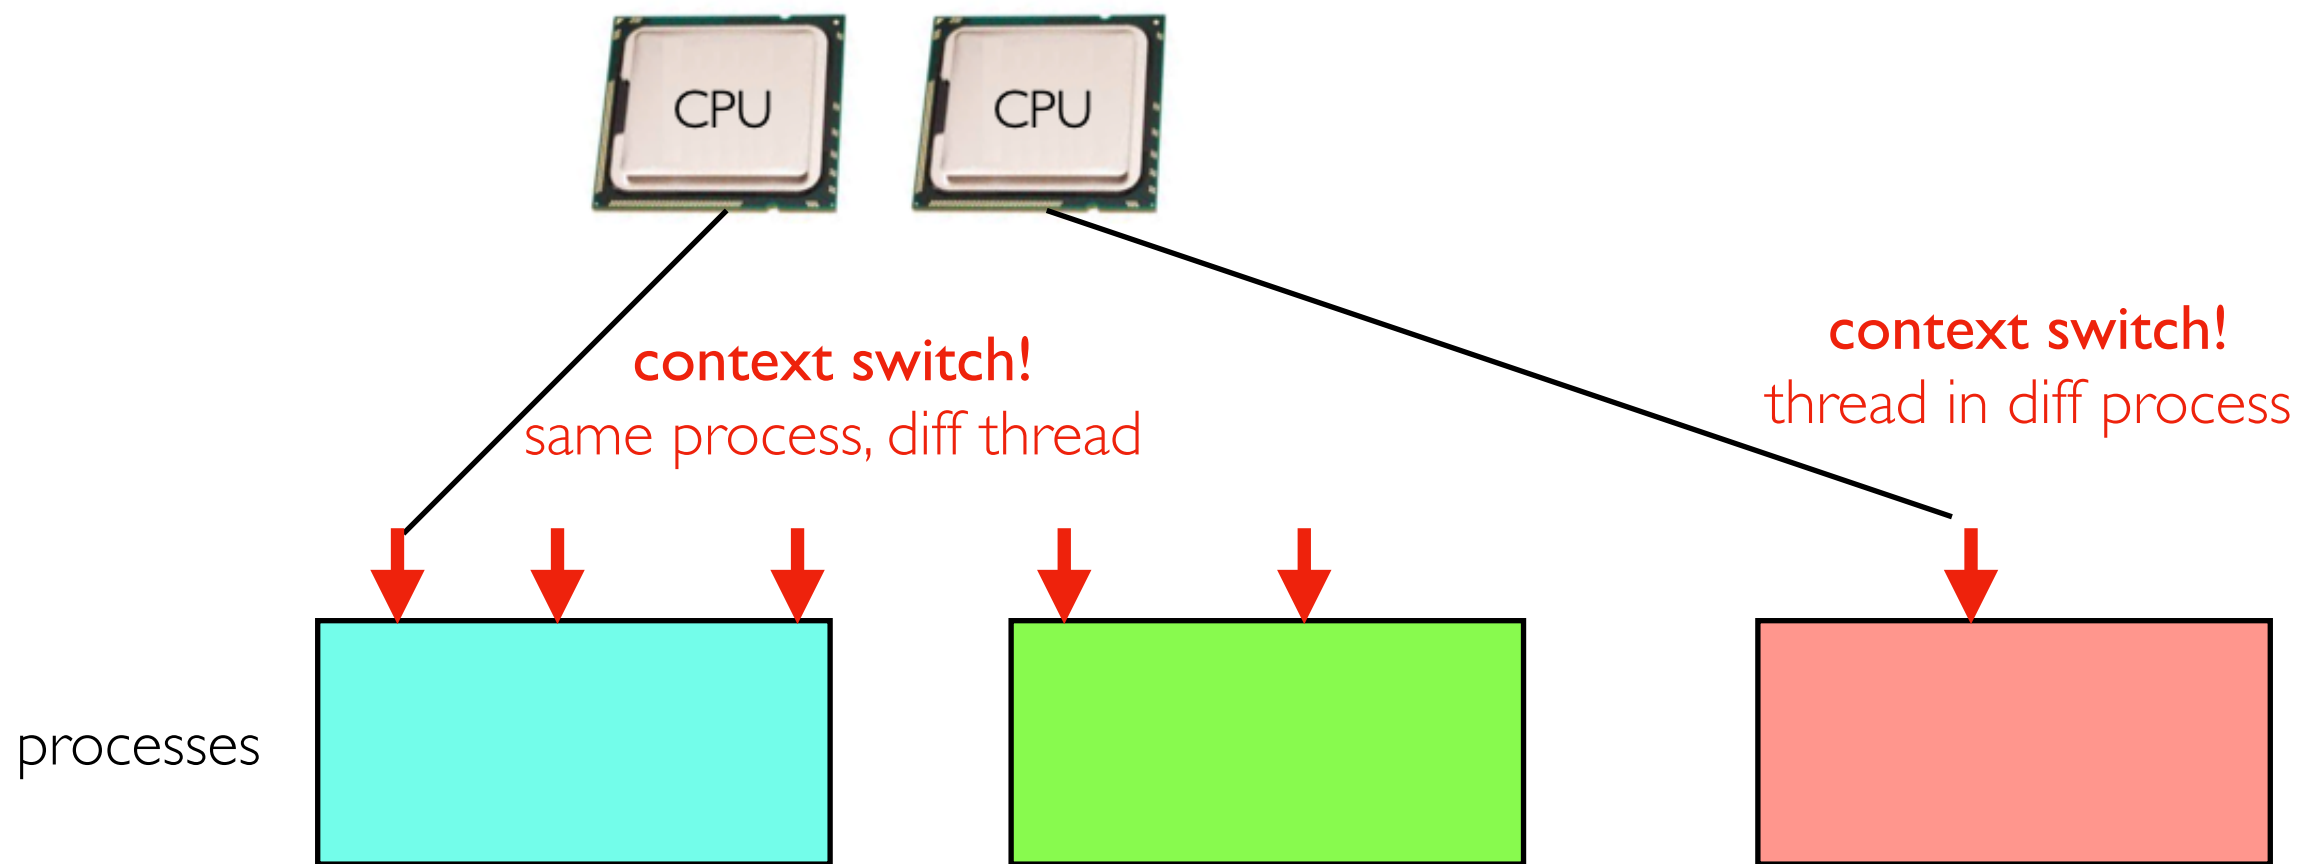 CPU
CPU
context switch!
same process, diff thread
context switch!
thread in diff process
processes